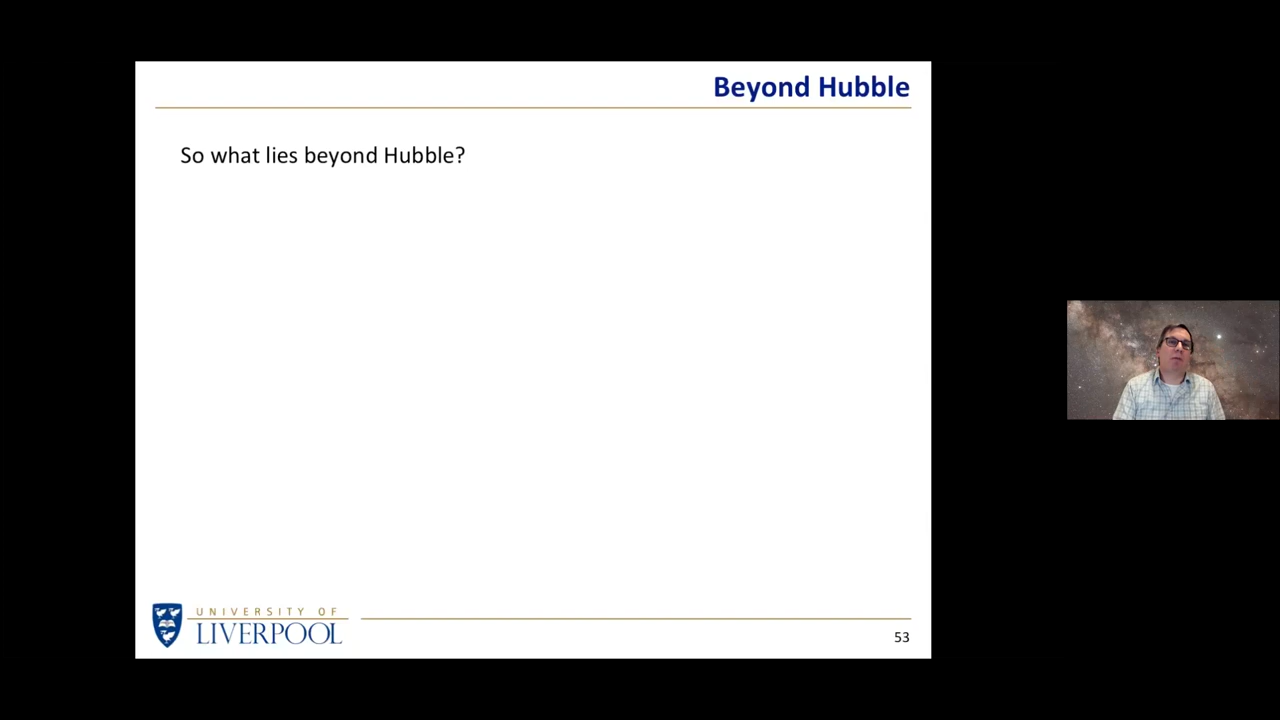 Beyond Hubble
So what lies beyond Hubble?
UNIVERSITY OF
LIVERPOOL
53